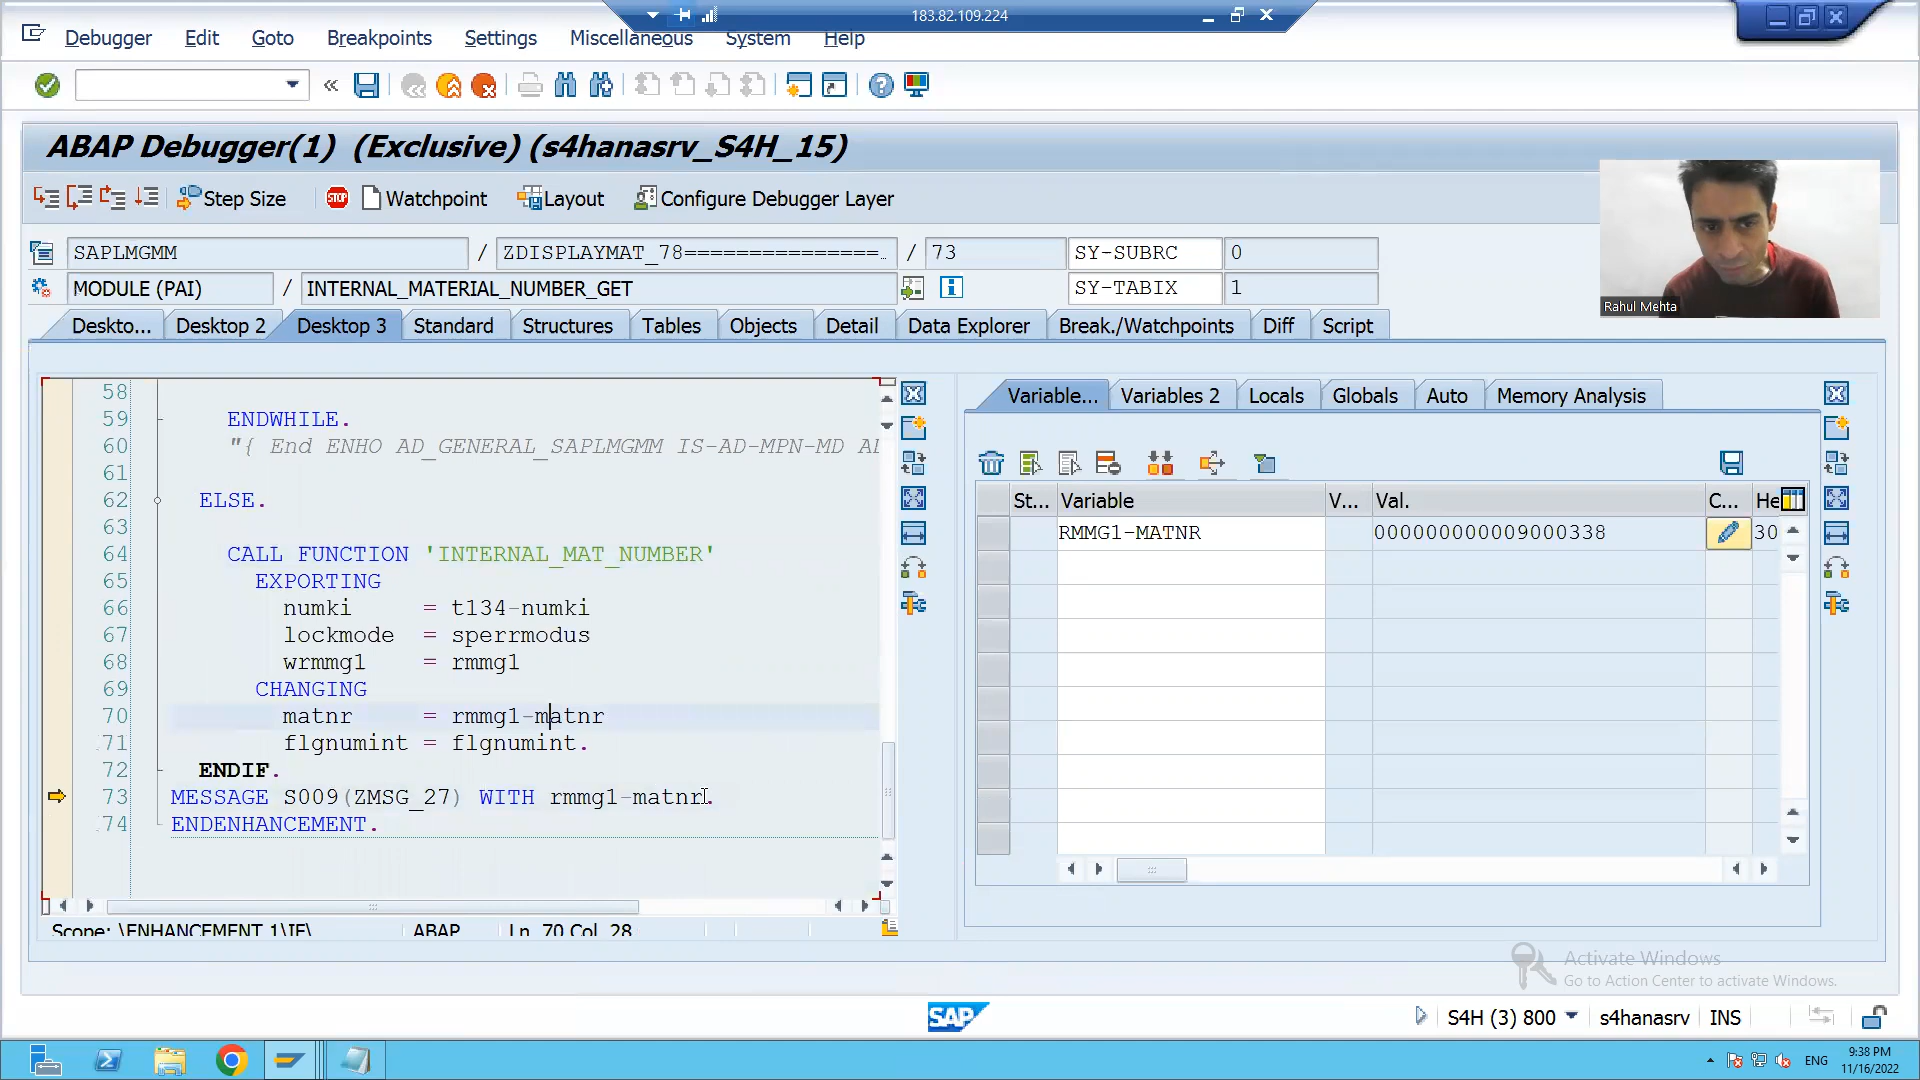 183.82.109.224
Debugger Edit Goto Breakpoints Settings Miscellaneous System Help
ABAP Debugger(1) (Exclusive) (s4hanasrv_S4H_15)
Step Size STOP Watchpoint Layout Configure Debugger Layer
SAPLMGMM / ZDISPLAYMAT_78=============== / 73 SY-SUBRC 0
MODULE (PAI) / INTERNAL_MATERIAL_NUMBER_GET SY-TABIX 1
Rahul Mehta
Deskto... Desktop 2 Desktop 3 Standard Structures Tables Objects Detail Data Explorer Break./Watchpoints Diff Script
Variable... Variables 2 Locals Globals Auto Memory Analysis
St... Variable V... Val. C... He
RMMG1-MATNR 000000000009000338 30
58
59 ENDWHILE.
60 "{ End ENHO AD_GENERAL_SAPLMGMM IS-AD-MPN-MD AD
61
62 ELSE.
63
64 CALL FUNCTION 'INTERNAL_MAT_NUMBER'
65 EXPORTING
66 numki = t134-numki
67 lockmode = sperrmodus
68 wrmmg1 = rmmg1
69 CHANGING
70 matnr = rmmg1-matnr
71 flgnumint = flgnumint.
72 ENDIF.
73 MESSAGE S009(ZMSG_27) WITH rmmg1-matnr.
74 ENDENHANCEMENT.
Scope: \ENHANCEMENT 1\IF\ ABAP Ln 70 Col 28
Activate Windows
Go to Action Center to activate Windows.
SAP S4H (3) 800 s4hanasrv INS
ENG 9:38 PM
11/16/2022